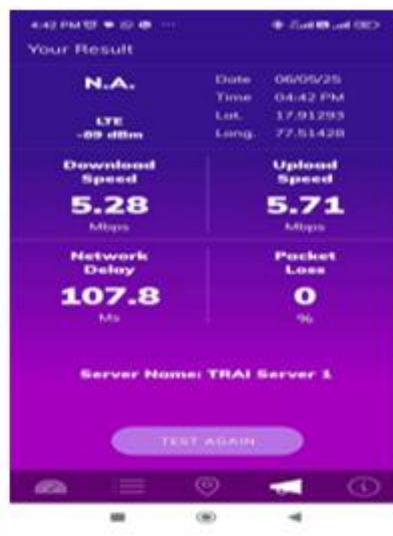 4:42 PM
Your Result
N.A.
LTE
-89 dBm
Date 06/05/25
Time 04:42 PM
Lat. 17.91293
Long. 77.51428
Download
Speed
5.28
Mbps
Upload
Speed
5.71
Mbps
Network
Delay
107.8
Ms
Packet
Loss
0
%
Server Name: TRAI Server 1
TEST AGAIN